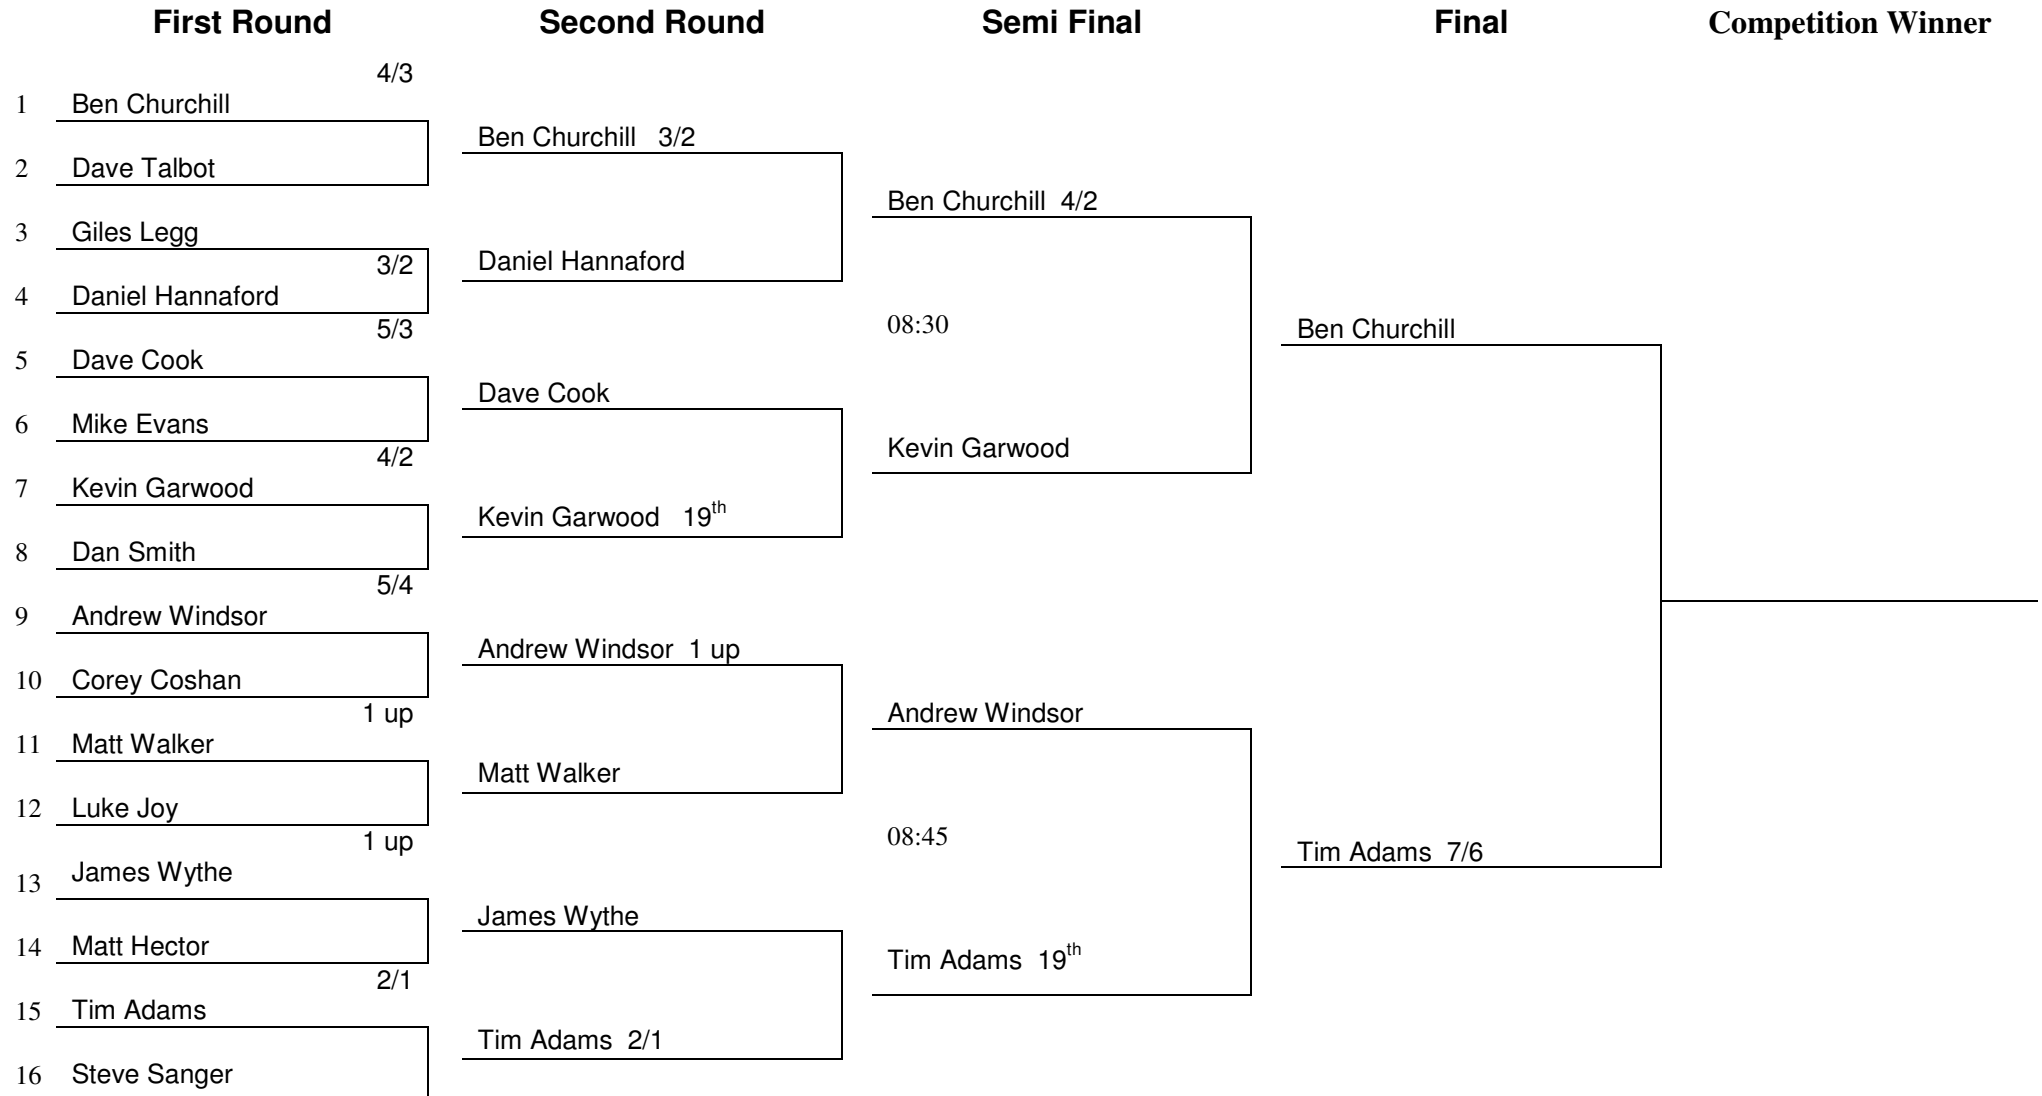 First Round Second Round Semi Final Final Competition Winner
4/3
1 Ben Churchill
Ben Churchill 3/2
2 Dave Talbot
Ben Churchill 4/2
3 Giles Legg
3/2 Daniel Hannaford
4 Daniel Hannaford
5/3 08:30 Ben Churchill
5 Dave Cook
Dave Cook
6 Mike Evans
4/2 Kevin Garwood
7 Kevin Garwood
Kevin Garwood 19th
8 Dan Smith
5/4
9 Andrew Windsor
Andrew Windsor 1 up
10 Corey Coshan
1 up Andrew Windsor
11 Matt Walker
Matt Walker
12 Luke Joy
1 up 08:45 Tim Adams 7/6
13 James Wythe
James Wythe
14 Matt Hector
Tim Adams 19th
2/1
15 Tim Adams
Tim Adams 2/1
16 Steve Sanger